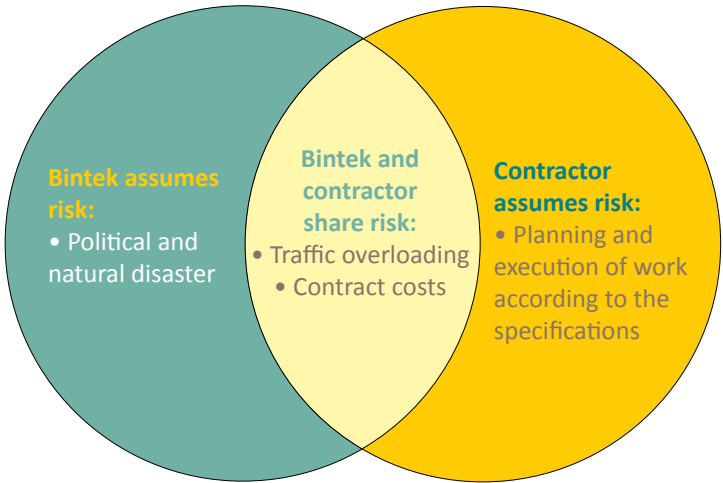 Bintek assumes
risk:
• Political and
natural disaster
Bintek and
contractor
share risk:
• Traffic overloading
• Contract costs
Contractor
assumes risk:
• Planning and
execution of work
according to the
specifications